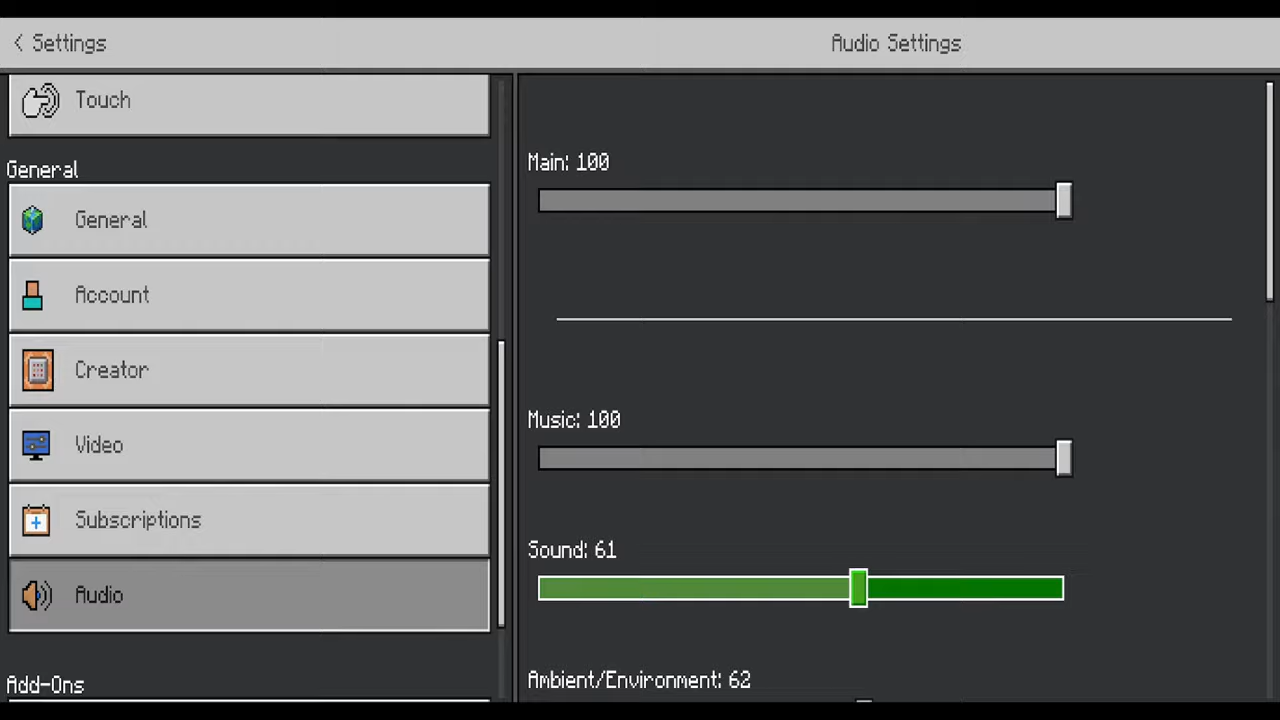 Settings
Audio Settings
Touch
General
General
Account
Creator
Video
Subscriptions
Audio
Add-Ons
Main: 100
Music: 100
Sound: 61
Ambient/Environment: 62